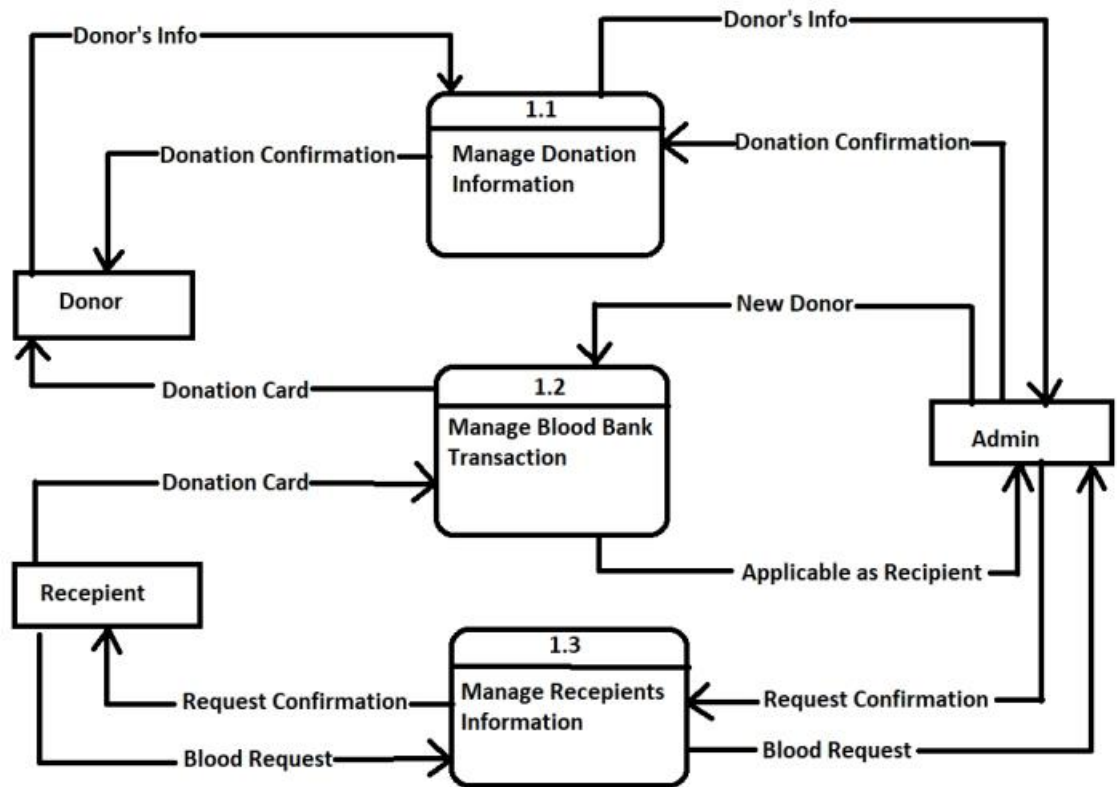 Donor's Info
Donor's Info
1.1
Manage Donation
Information
Donation Confirmation
Donation Confirmation
Donor
New Donor
1.2
Manage Blood Bank
Transaction
Donation Card
Admin
Donation Card
Applicable as Recipient
Recepient
1.3
Manage Recepients
Information
Request Confirmation
Request Confirmation
Blood Request
Blood Request